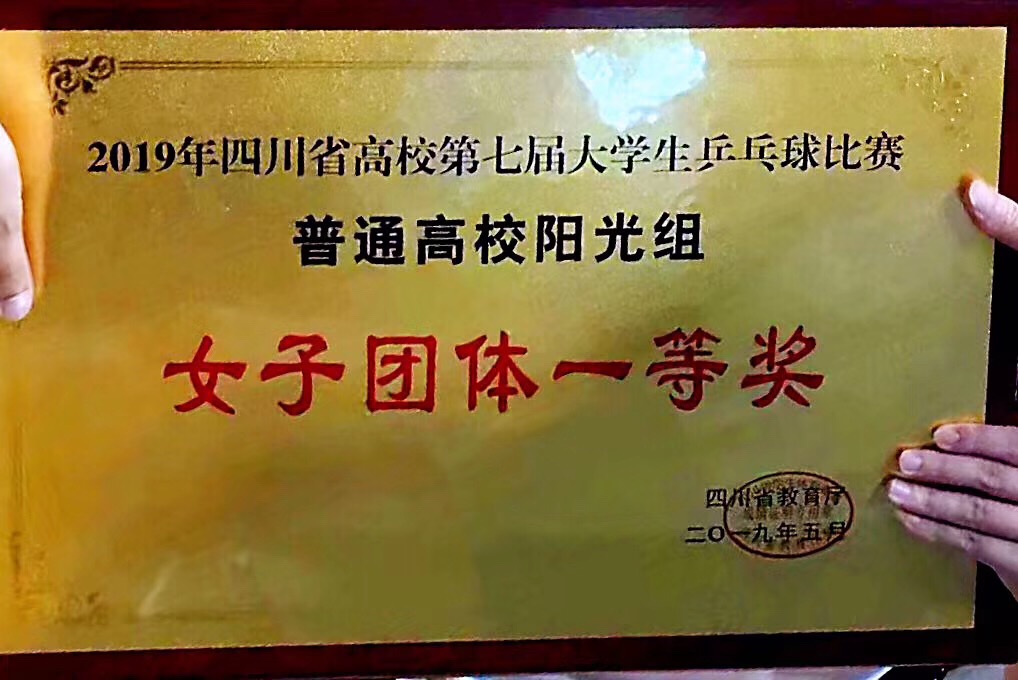 2019年四川省高校第七届大学生乒乓球比赛
普通高校阳光组
女子团体一等奖
四川省教育厅
二〇一九年五月